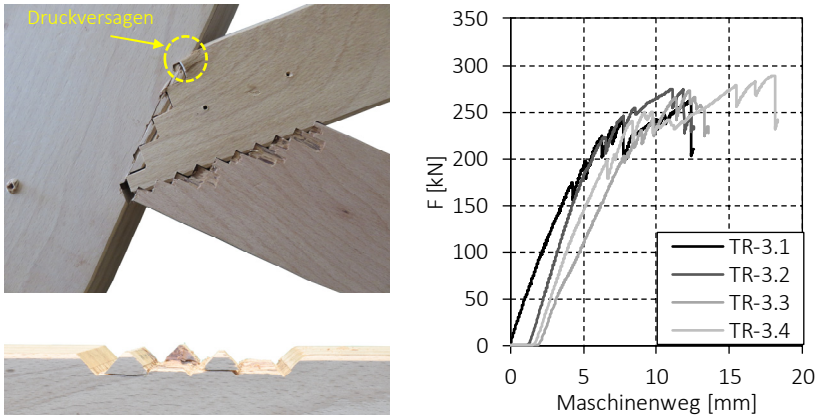 Druckversagen
350
300
250
200
150
100
50
0
F [kN]
TR-3.1
TR-3.2
TR-3.3
TR-3.4
0 5 10 15 20
Maschinenweg [mm]